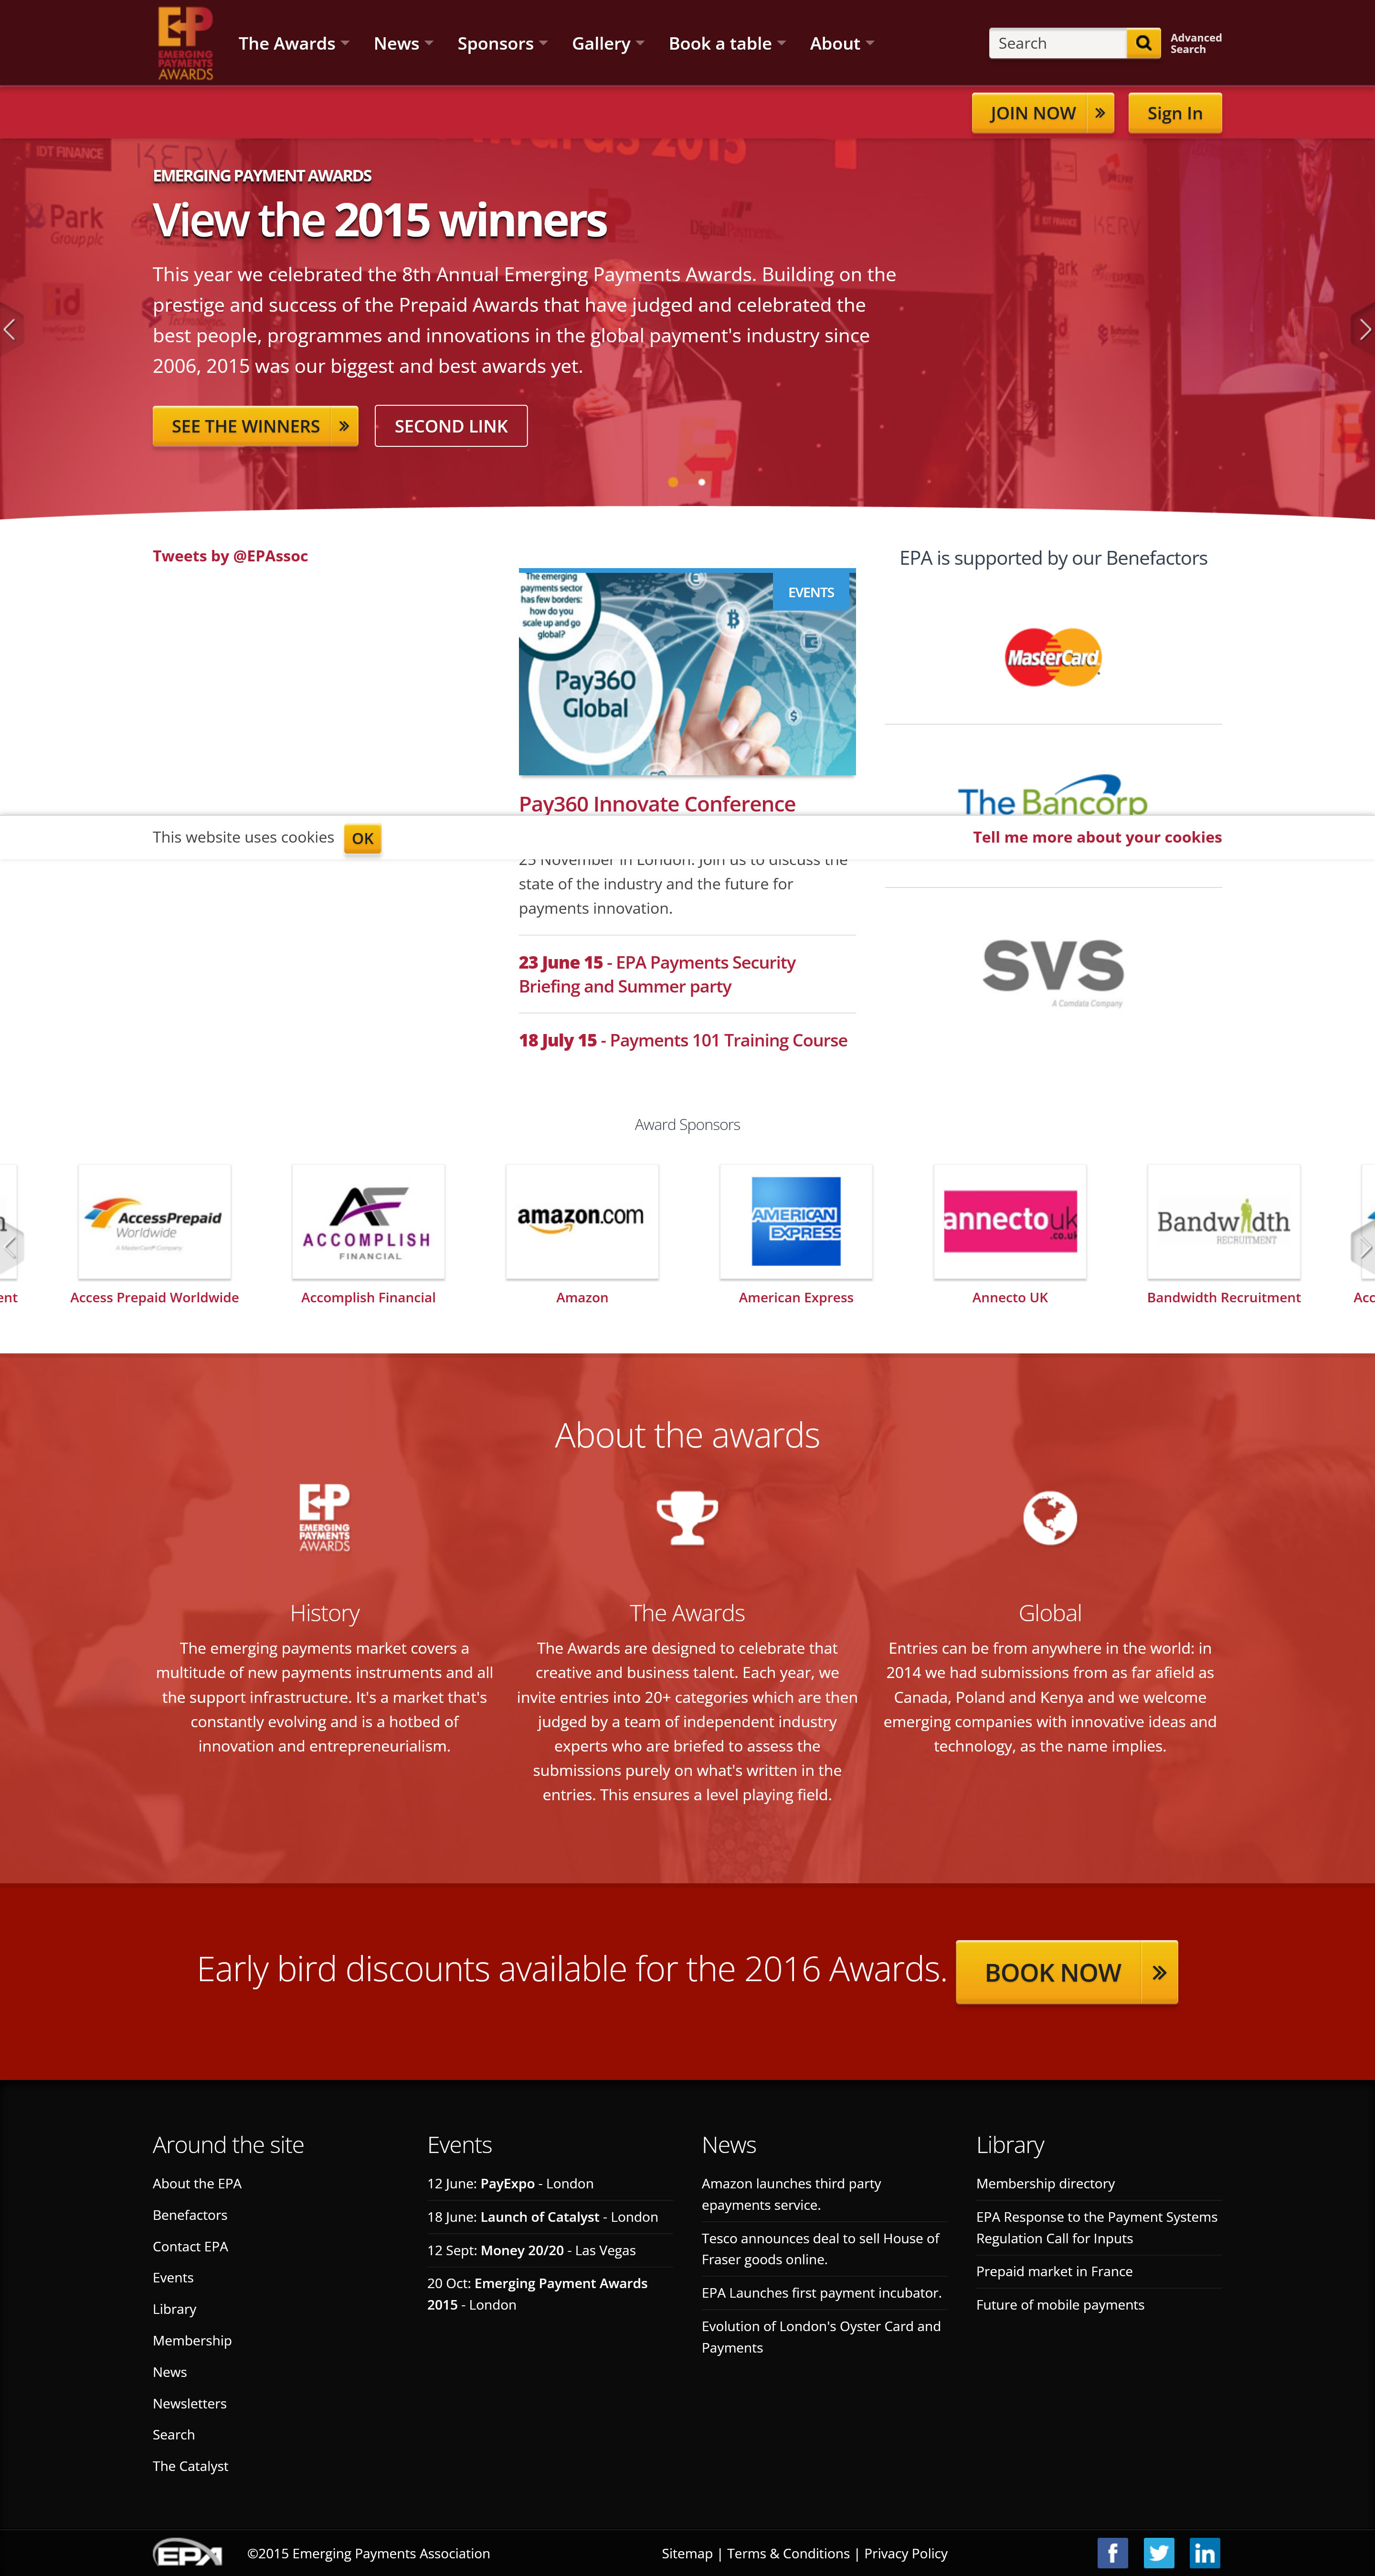 EP
EMERGING
PAYMENTS
AWARDS
The Awards
News
Sponsors
Gallery
Book a table
About
Search
Advanced
Search
JOIN NOW
Sign In
Awards 2015
IDT FINANCE
KERV
Park
Group plc
id
EMERGING PAYMENT AWARDS
View the 2015 winners
This year we celebrated the 8th Annual Emerging Payments Awards. Building on the
prestige and success of the Prepaid Awards that have judged and celebrated the
best people, programmes and innovations in the global payment's industry since
2006, 2015 was our biggest and best awards yet.
SEE THE WINNERS
SECOND LINK
Tweets by @EPAssoc
The emerging
payments sector
has few borders:
how do you
scale up and go
global?
Pay360
Global
EVENTS
Pay360 Innovate Conference
25 November in London. Join us to discuss the
state of the industry and the future for
payments innovation.
23 June 15 - EPA Payments Security
Briefing and Summer party
18 July 15 - Payments 101 Training Course
EPA is supported by our Benefactors
MasterCard
The Bancorp
SVS
A Comdata Company
This website uses cookies
OK
Tell me more about your cookies
Award Sponsors
AccessPrepaid
Worldwide
A MasterCard Company
Access Prepaid Worldwide
AF
ACCOMPLISH
FINANCIAL
Accomplish Financial
amazon.com
Amazon
AMERICAN
EXPRESS
American Express
annectouk
.co.uk
Annecto UK
Bandwidth
RECRUITMENT
Bandwidth Recruitment
About the awards
EP
EMERGING
PAYMENTS
AWARDS
History
The emerging payments market covers a
multitude of new payments instruments and all
the support infrastructure. It's a market that's
constantly evolving and is a hotbed of
innovation and entrepreneurialism.
The Awards
The Awards are designed to celebrate that
creative and business talent. Each year, we
invite entries into 20+ categories which are then
judged by a team of independent industry
experts who are briefed to assess the
submissions purely on what's written in the
entries. This ensures a level playing field.
Global
Entries can be from anywhere in the world: in
2014 we had submissions from as far afield as
Canada, Poland and Kenya and we welcome
emerging companies with innovative ideas and
technology, as the name implies.
Early bird discounts available for the 2016 Awards.
BOOK NOW
Around the site
About the EPA
Benefactors
Contact EPA
Events
Library
Membership
News
Newsletters
Search
The Catalyst
Events
12 June: PayExpo - London
18 June: Launch of Catalyst - London
12 Sept: Money 20/20 - Las Vegas
20 Oct: Emerging Payment Awards
2015 - London
News
Amazon launches third party
epayments service.
Tesco announces deal to sell House of
Fraser goods online.
EPA Launches first payment incubator.
Evolution of London's Oyster Card and
Payments
Library
Membership directory
EPA Response to the Payment Systems
Regulation Call for Inputs
Prepaid market in France
Future of mobile payments
EPA
©2015 Emerging Payments Association
Sitemap | Terms & Conditions | Privacy Policy